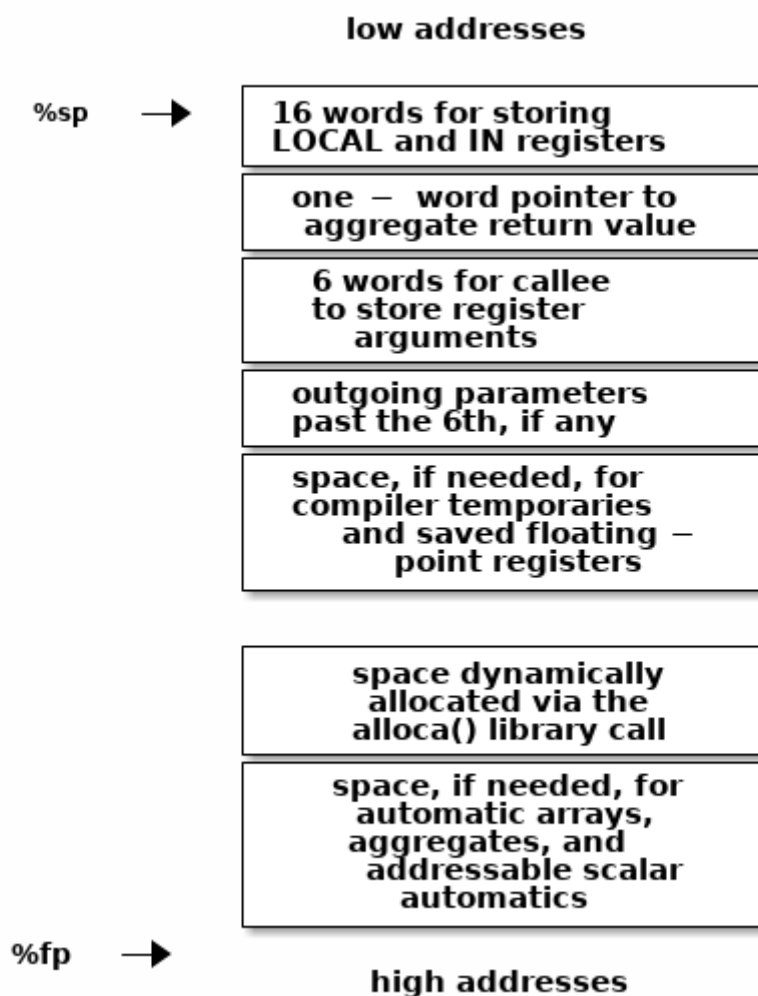 low addresses
%sp
16 words for storing
LOCAL and IN registers
one – word pointer to
aggregate return value
6 words for callee
to store register
arguments
outgoing parameters
past the 6th, if any
space, if needed, for
compiler temporaries
and saved floating –
point registers
space dynamically
allocated via the
alloca() library call
space, if needed, for
automatic arrays,
aggregates, and
addressable scalar
automatics
%fp
high addresses